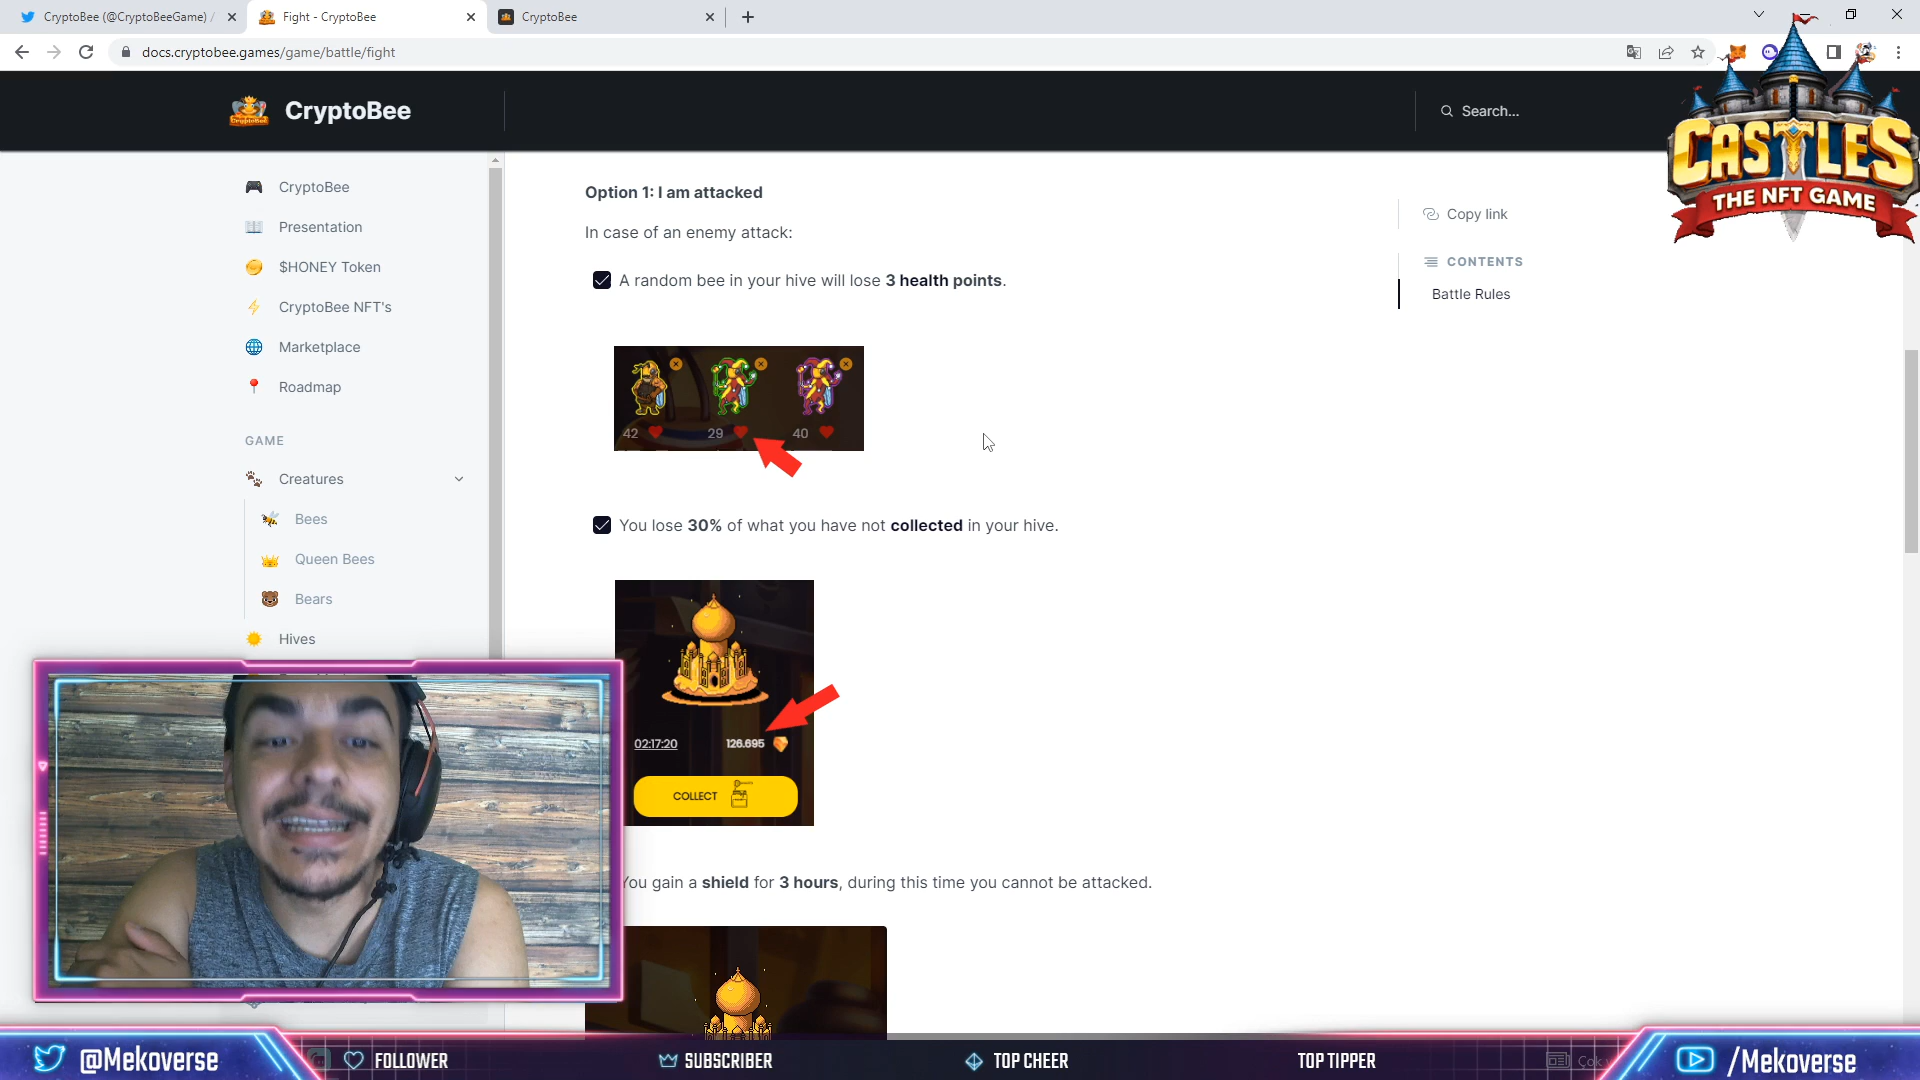 CryptoBee (@CryptoBeeGame) /
Fight - CryptoBee
CryptoBee
docs.cryptobee.games/game/battle/fight
CryptoBee
Search...
CASTLES
THE NFT GAME
CryptoBee
Presentation
$HONEY Token
CryptoBee NFT's
Marketplace
Roadmap
GAME
Creatures
Bees
Queen Bees
Bears
Hives
Option 1: I am attacked
In case of an enemy attack:
A random bee in your hive will lose 3 health points.
42 29 40
You lose 30% of what you have not collected in your hive.
02:17:20 126.695
COLLECT
You gain a shield for 3 hours, during this time you cannot be attacked.
Copy link
CONTENTS
Battle Rules
@Mekoverse
FOLLOWER
SUBSCRIBER
TOP CHEER
TOP TIPPER
/Mekoverse